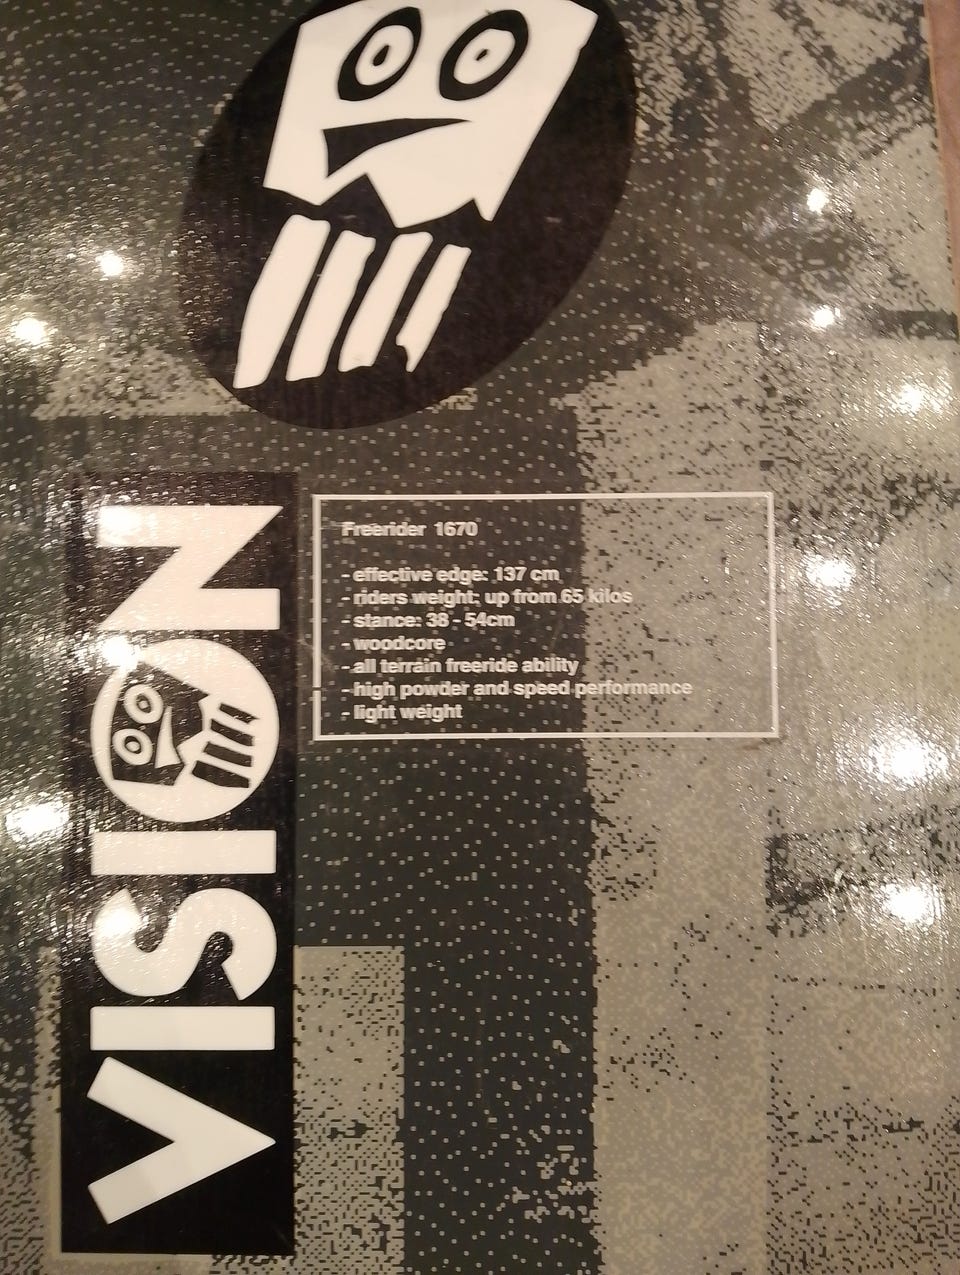 VISION
Freerider 1670
- effective edge: 137 cm
- riders weight: up from 65 kilos
- stance: 38 - 54cm
- woodcore
- all terrain freeride ability
- high powder and speed performance
- light weight